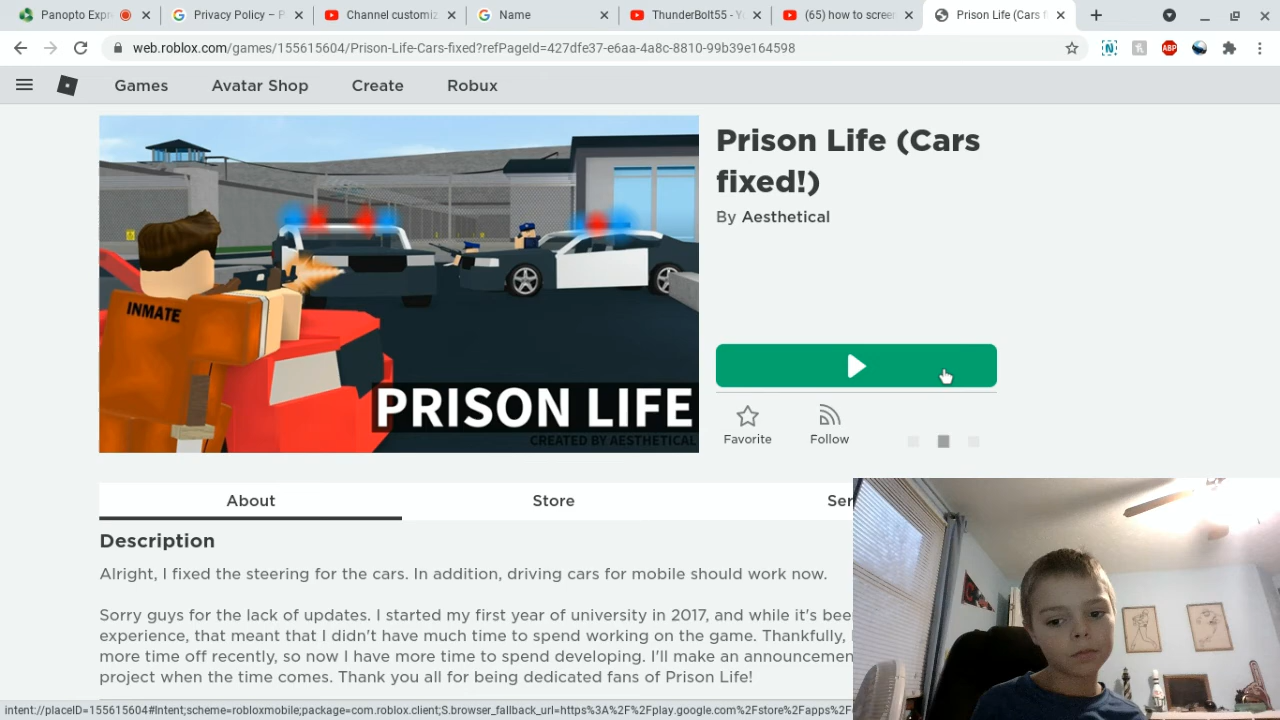 Panopto Exp
Privacy Policy – P
Channel customiz
Name
ThunderBolt55 - Y
(65) how to scree
Prison Life (Cars f
web.roblox.com/games/155615604/Prison-Life-Cars-fixed?refPageId=427dfe37-e6aa-4a8c-8810-99b39e164598
ABP
Games
Avatar Shop
Create
Robux
INMATE
PRISON LIFE
CREATED BY AESTHETICAL
Prison Life (Cars
fixed!)
By Aesthetical
Favorite
Follow
About
Store
Ser
Description
Alright, I fixed the steering for the cars. In addition, driving cars for mobile should work now.
Sorry guys for the lack of updates. I started my first year of university in 2017, and while it's bee
experience, that meant that I didn't have much time to spend working on the game. Thankfully,
more time off recently, so now I have more time to spend developing. I'll make an announcemen
project when the time comes. Thank you all for being dedicated fans of Prison Life!
intent://placeID=155615604#Intent;scheme=robloxmobile;package=com.roblox.client;S.browser_fallback_url=https%3A%2F%2Fplay.google.com%2Fstore%2Fapps%2F